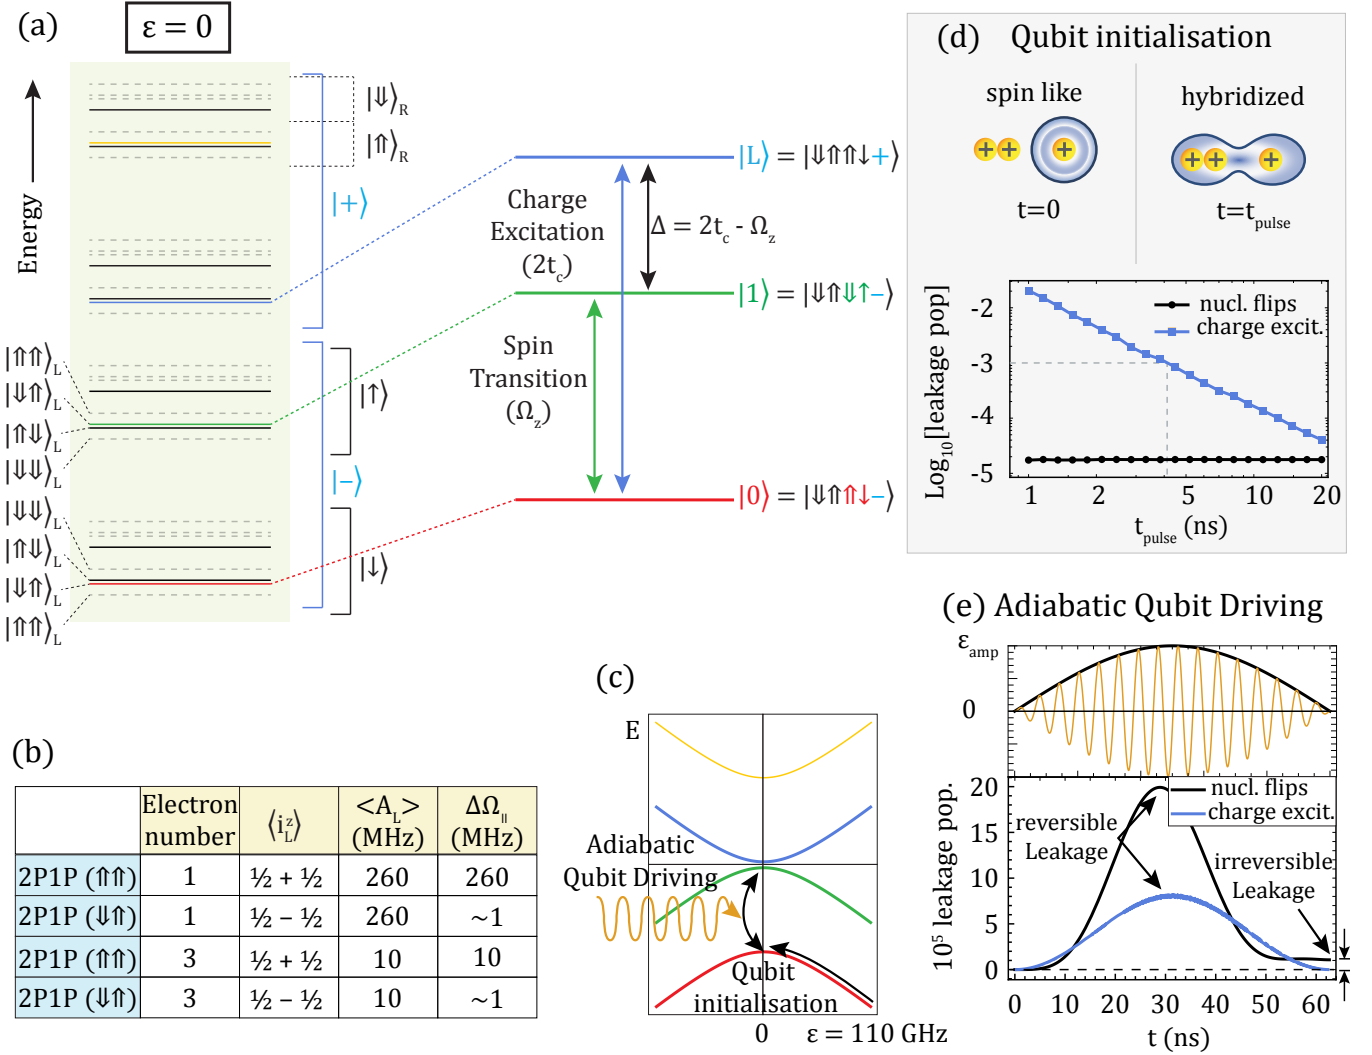 (a)
ε = 0
Energy
|⇓⟩R
|⇑⟩R
|+⟩
|⇑⇑⟩L
|⇓⇑⟩L
|⇑⇓⟩L
|⇓⇓⟩L
|⇓⇓⟩L
|⇑⇓⟩L
|⇓⇑⟩L
|⇑⇑⟩L
|↑⟩
|−⟩
|↓⟩
|L⟩ = |⇓⇑⇑↓+⟩
Charge
Excitation
(2tc)
Δ = 2tc - Ωz
|1⟩ = |⇓⇑⇓↑−⟩
Spin
Transition
(Ωz)
|0⟩ = |⇓⇑⇑↓−⟩
(b)
Electron number ⟨iLz⟩ <AL> (MHz) ΔΩ॥ (MHz)
2P1P (⇑⇑) 1 ½ + ½ 260 260
2P1P (⇓⇑) 1 ½ − ½ 260 ~1
2P1P (⇑⇑) 3 ½ + ½ 10 10
2P1P (⇓⇑) 3 ½ − ½ 10 ~1
(c)
E
Adiabatic
Qubit Driving
Qubit
initialisation
0 ε = 110 GHz
(d) Qubit initialisation
spin like
hybridized
+ + +
+ + +
t=0
t=tpulse
Log10[leakage pop]
-2
-3
-4
-5
nucl. flips
charge excit.
1 2 5 10 20
tpulse (ns)
(e) Adiabatic Qubit Driving
εamp
0
10⁵ leakage pop.
20
15
10
5
0
nucl. flips
charge excit.
reversible
Leakage
irreversible
Leakage
0 10 20 30 40 50 60
t (ns)